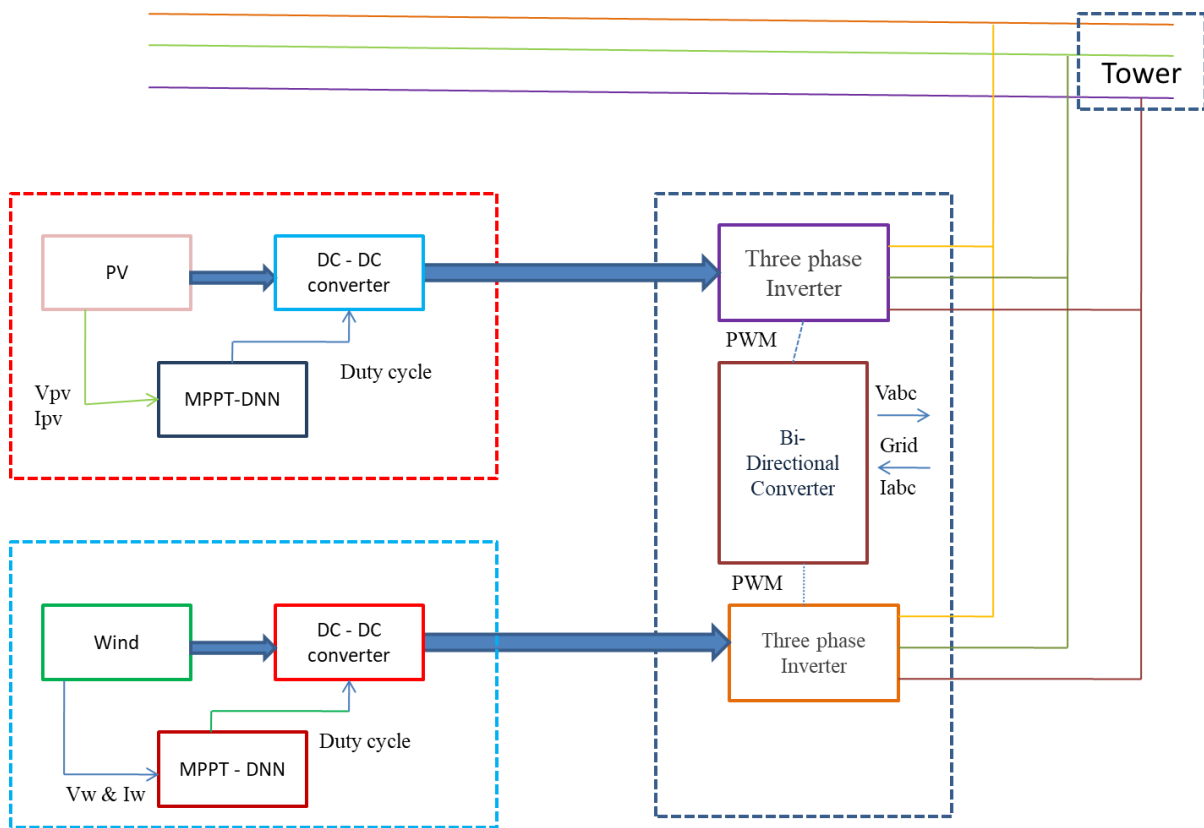 Tower
PV
DC - DC
converter
Three phase
Inverter
PWM
Duty cycle
MPPT-DNN
Vpv
Ipv
Vabc
Bi-
Directional
Converter
Grid
Iabc
PWM
Wind
DC - DC
converter
Three phase
Inverter
Duty cycle
MPPT - DNN
Vw & Iw